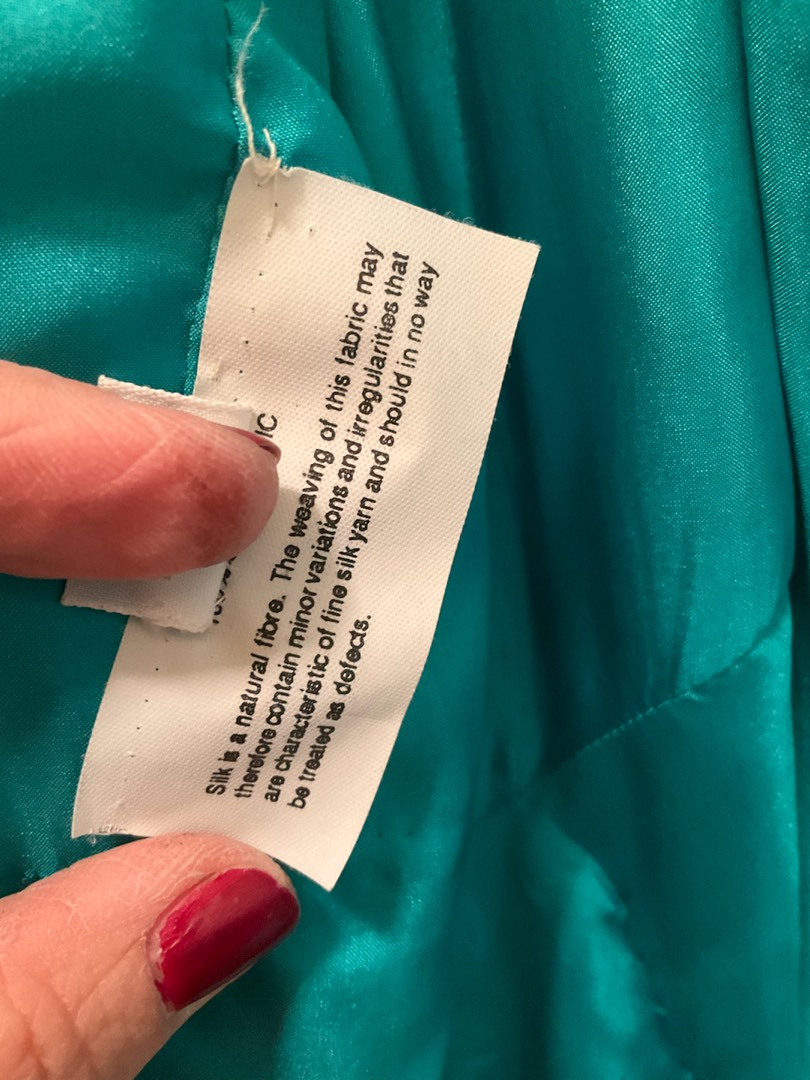 Silk is a natural fibre. The weaving of this fabric may
therefore contain minor variations and irregularities that
are characteristic of fine silk yarn and should in no way
be treated as defects.